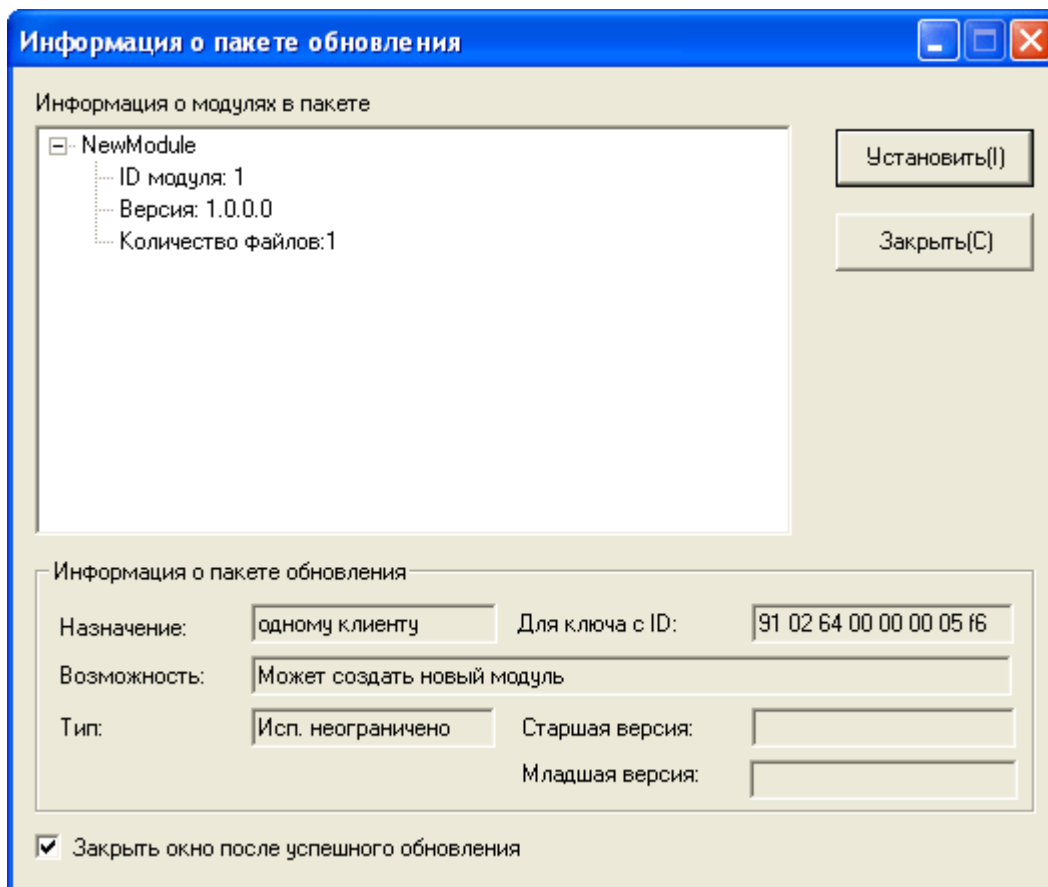 Информация о пакете обновления
Информация о модулях в пакете
NewModule
ID модуля: 1
Версия: 1.0.0.0
Количество файлов:1
Установить(I)
Закрыть(C)
Информация о пакете обновления
Назначение: одному клиенту Для ключа с ID: 91 02 64 00 00 00 05 f6
Возможность: Может создать новый модуль
Тип: Исп. неограничено Старшая версия:
Младшая версия:
Закрыть окно после успешного обновления